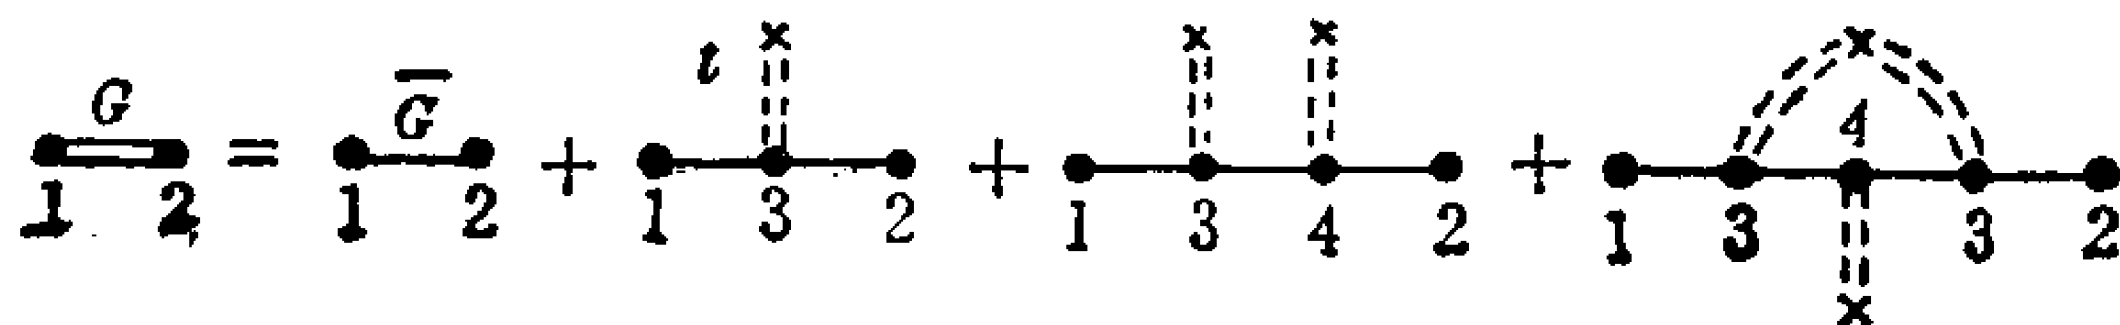 G = G̅ + t + +
1 2 1 2 1 3 2 1 3 4 2 1 3 4 3 2